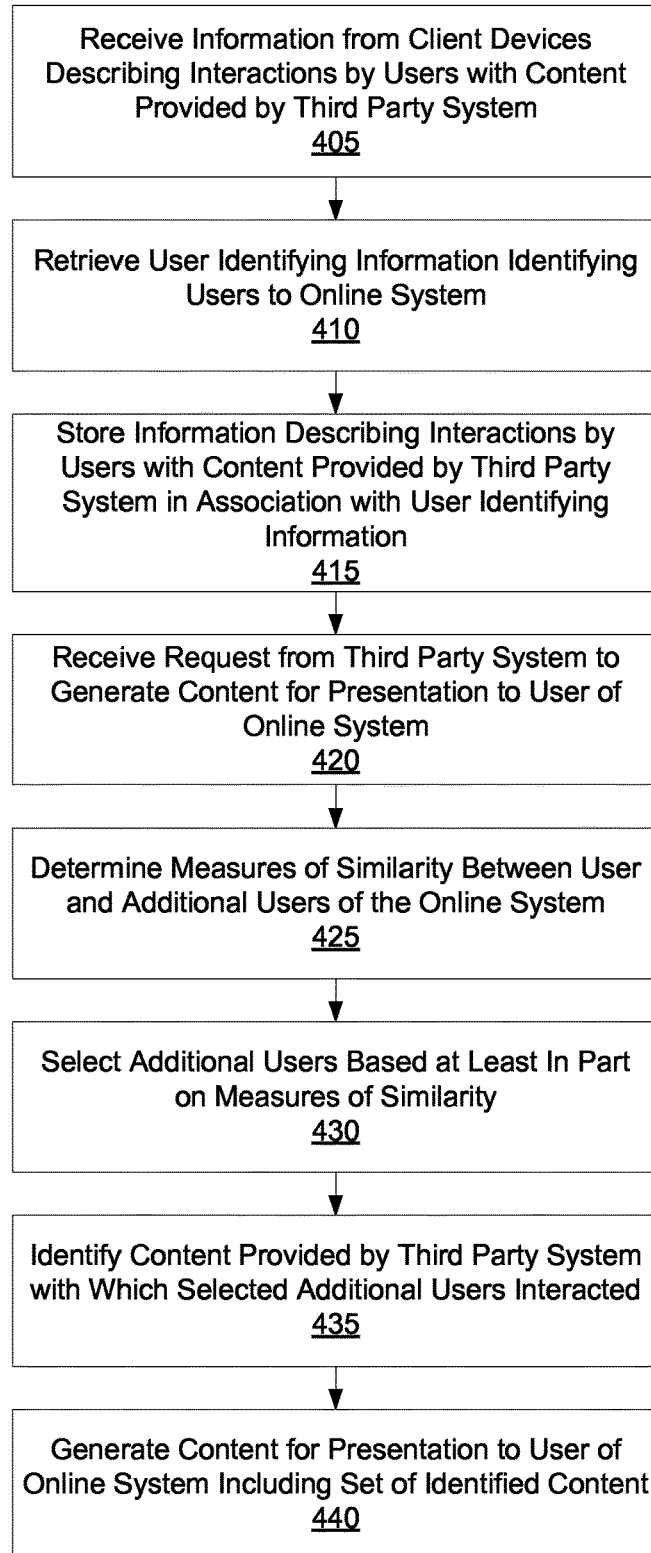 Receive Information from Client Devices
Describing Interactions by Users with Content
Provided by Third Party System
405
Retrieve User Identifying Information Identifying
Users to Online System
410
Store Information Describing Interactions by
Users with Content Provided by Third Party
System in Association with User Identifying
Information
415
Receive Request from Third Party System to
Generate Content for Presentation to User of
Online System
420
Determine Measures of Similarity Between User
and Additional Users of the Online System
425
Select Additional Users Based at Least In Part
on Measures of Similarity
430
Identify Content Provided by Third Party System
with Which Selected Additional Users Interacted
435
Generate Content for Presentation to User of
Online System Including Set of Identified Content
440